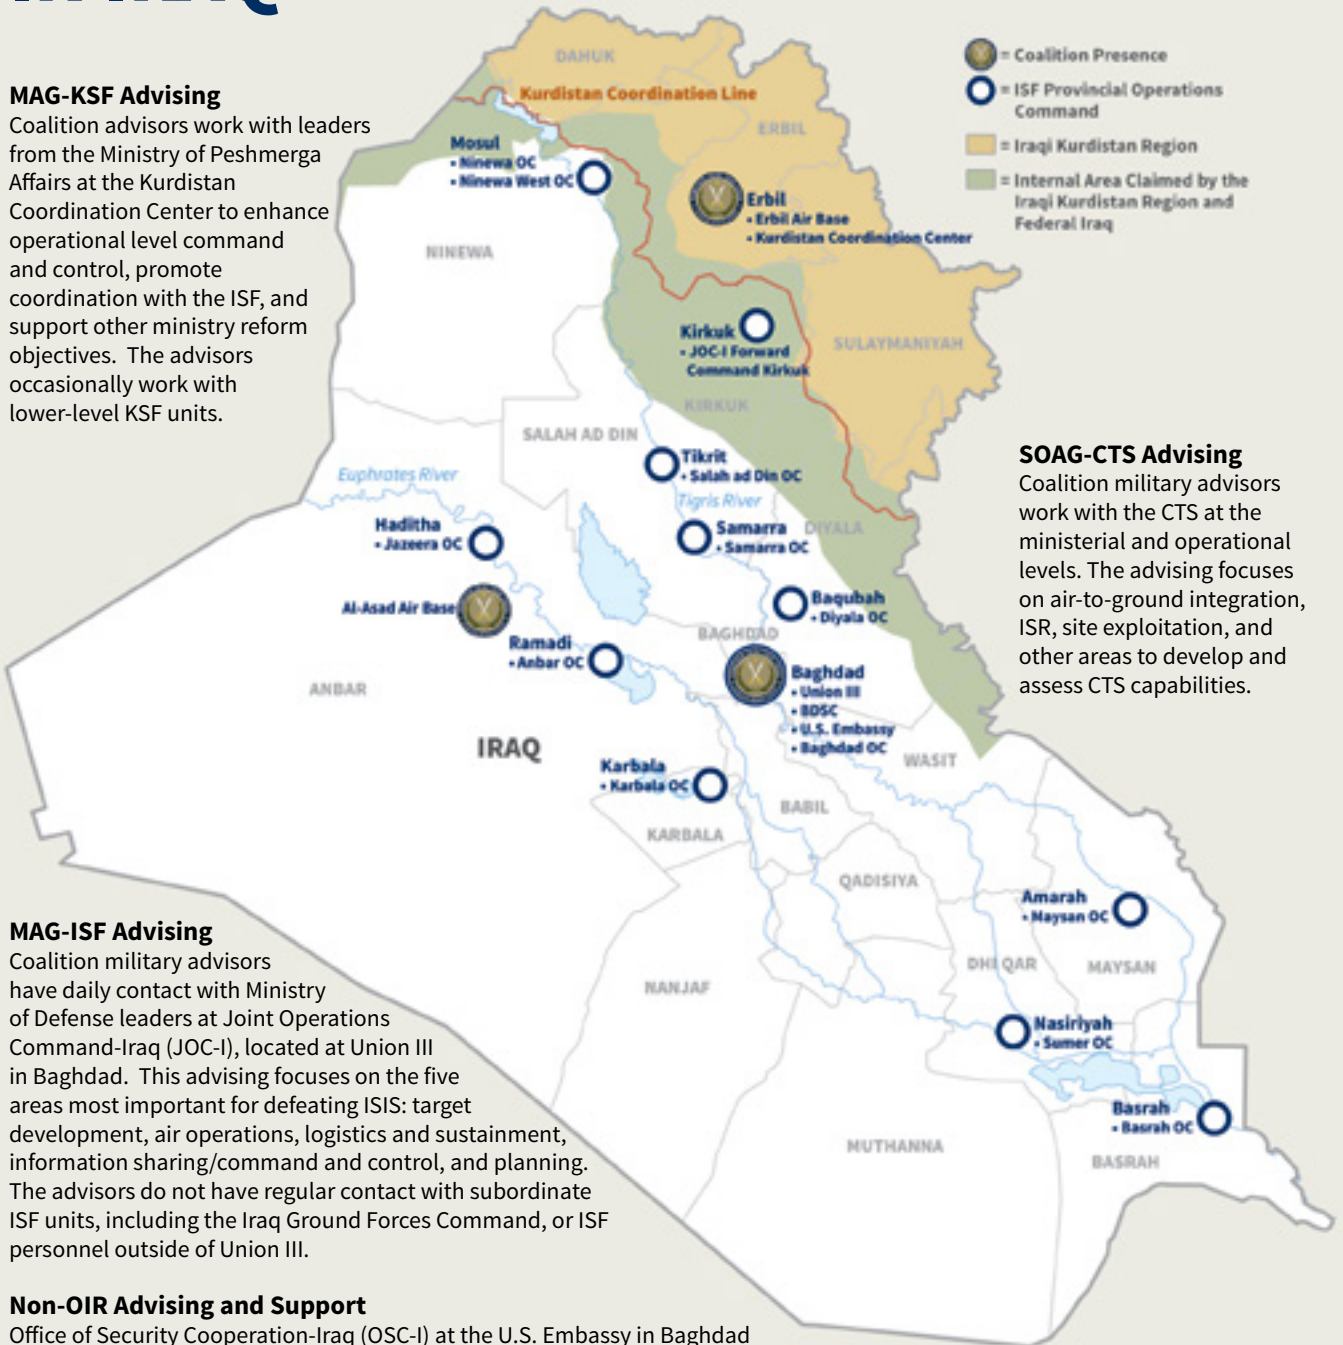 MAG-KSF Advising
Coalition advisors work with leaders
from the Ministry of Peshmerga
Affairs at the Kurdistan
Coordination Center to enhance
operational level command
and control, promote
coordination with the ISF, and
support other ministry reform
objectives. The advisors
occasionally work with
lower-level KSF units.
= Coalition Presence
= ISF Provincial Operations
Command
= Iraqi Kurdistan Region
= Internal Area Claimed by the
Iraqi Kurdistan Region and
Federal Iraq
DAHUK
Kurdistan Coordination Line
ERBIL
Mosul
• Ninewa OC
• Ninewa West OC
Erbil
• Erbil Air Base
• Kurdistan Coordination Center
NINEWA
Kirkuk
• JOC-I Forward
Command Kirkuk
SULAYMANIYAH
KIRKUK
SALAH AD DIN
Tikrit
• Salah ad Din OC
Euphrates River
Tigris River
Haditha
• Jazeera OC
Samarra
• Samarra OC
DIYALA
Al-Asad Air Base
Baqubah
• Diyala OC
Ramadi
• Anbar OC
BAGHDAD
Baghdad
• Union III
• BDSC
• U.S. Embassy
• Baghdad OC
ANBAR
IRAQ
WASIT
Karbala
• Karbala OC
BABIL
KARBALA
QADISIYA
Amarah
• Maysan OC
DHI QAR
MAYSAN
NANJAF
Nasiriyah
• Sumer OC
Basrah
• Basrah OC
MUTHANNA
BASRAH
SOAG-CTS Advising
Coalition military advisors
work with the CTS at the
ministerial and operational
levels. The advising focuses
on air-to-ground integration,
ISR, site exploitation, and
other areas to develop and
assess CTS capabilities.
MAG-ISF Advising
Coalition military advisors
have daily contact with Ministry
of Defense leaders at Joint Operations
Command-Iraq (JOC-I), located at Union III
in Baghdad. This advising focuses on the five
areas most important for defeating ISIS: target
development, air operations, logistics and sustainment,
information sharing/command and control, and planning.
The advisors do not have regular contact with subordinate
ISF units, including the Iraq Ground Forces Command, or ISF
personnel outside of Union III.
Non-OIR Advising and Support
Office of Security Cooperation-Iraq (OSC-I) at the U.S. Embassy in Baghdad